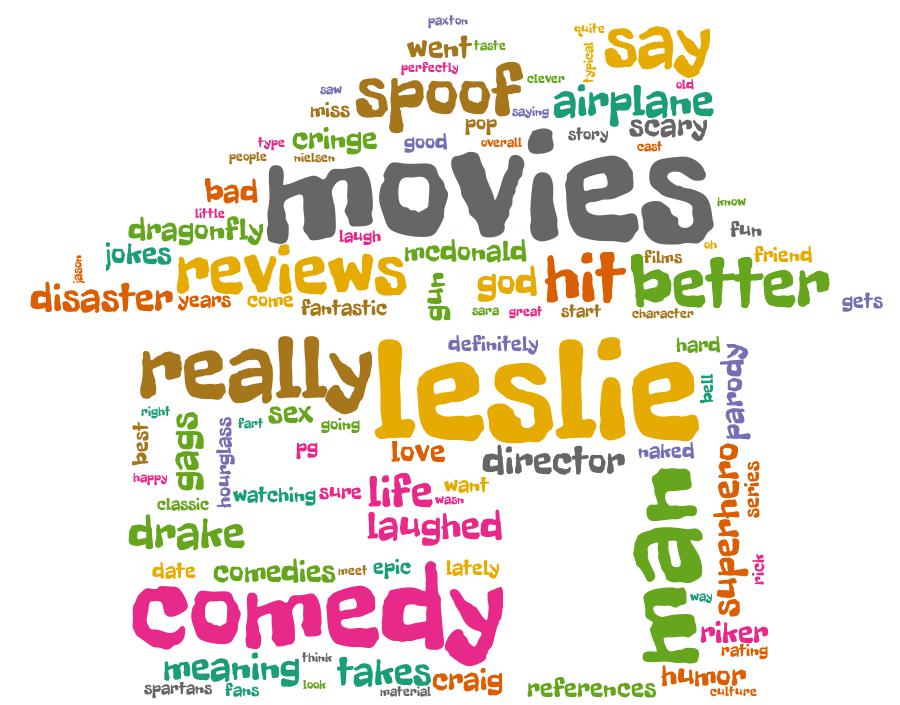 paxton
went taste
quite
say
typical
perfectly
clever
saw
spoof
old
miss
saying
airplane
pop
scary
story
type
cringe
good
overall
cast
people
nielsen
movies
bad
know
little
dragonfly
laugh
fun
jokes
mcdonald
oh
films
friend
jason
reviews
god
hit
better
disaster
years
come
fantastic
gun
sara
great
start
character
gets
really
leslie
definitely
hard
bell
parody
right
gags
fart
sex
going
best
hourglass
pg
love
director
naked
happy
watching
sure
life
want
wasn
classic
laughed
drake
man
superhero
series
date
comedies
meet
epic
lately
rick
comedy
way
riker
rating
meaning
think
takes
craig
humor
spartans
fans
look
material
references
culture